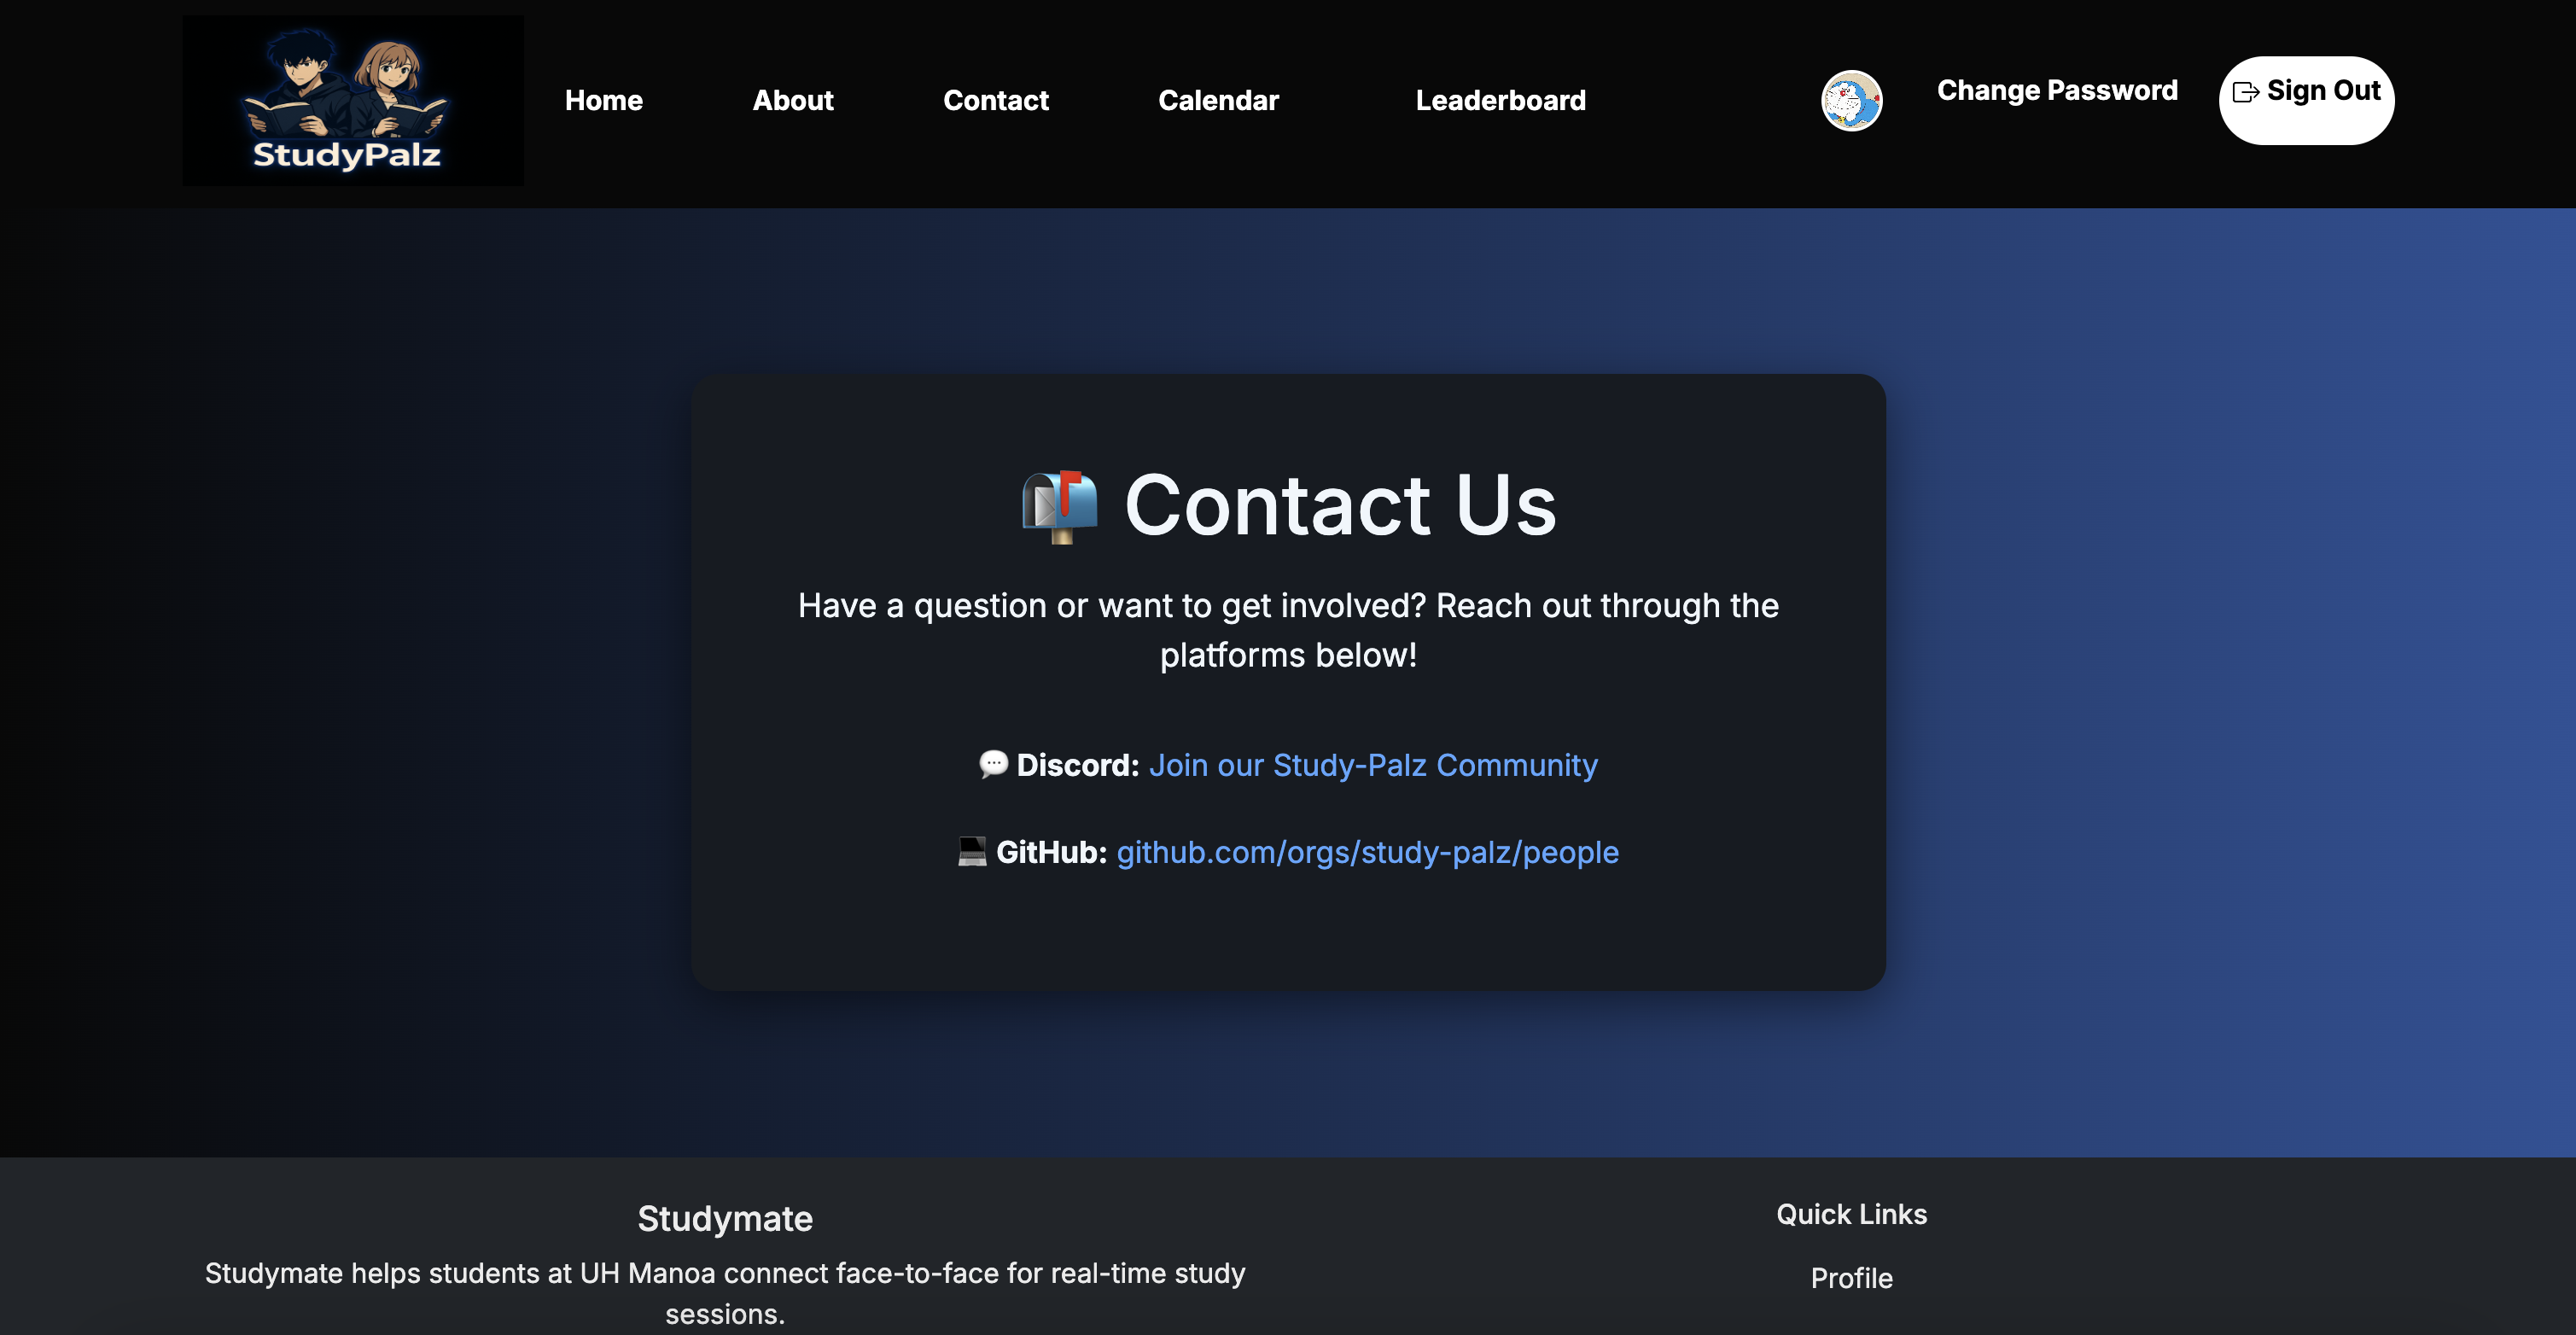 StudyPalz
Home
About
Contact
Calendar
Leaderboard
Change Password
Sign Out
📬 Contact Us
Have a question or want to get involved? Reach out through the
platforms below!
💬 Discord: Join our Study-Palz Community
💻 GitHub: github.com/orgs/study-palz/people
Studymate
Studymate helps students at UH Manoa connect face-to-face for real-time study
sessions.
Quick Links
Profile